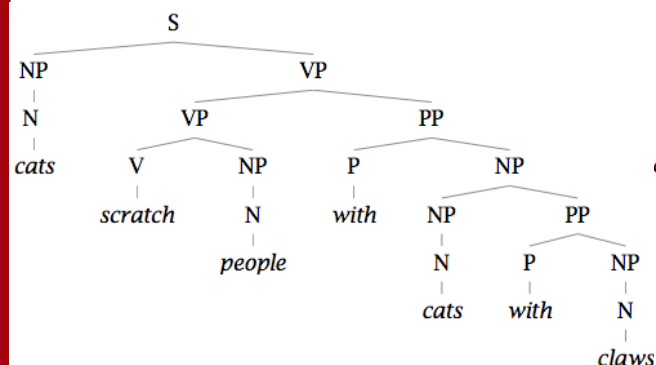 S
NP VP
N VP PP
cats V NP P NP
scratch N with NP PP
people N P NP
cats with N
claws